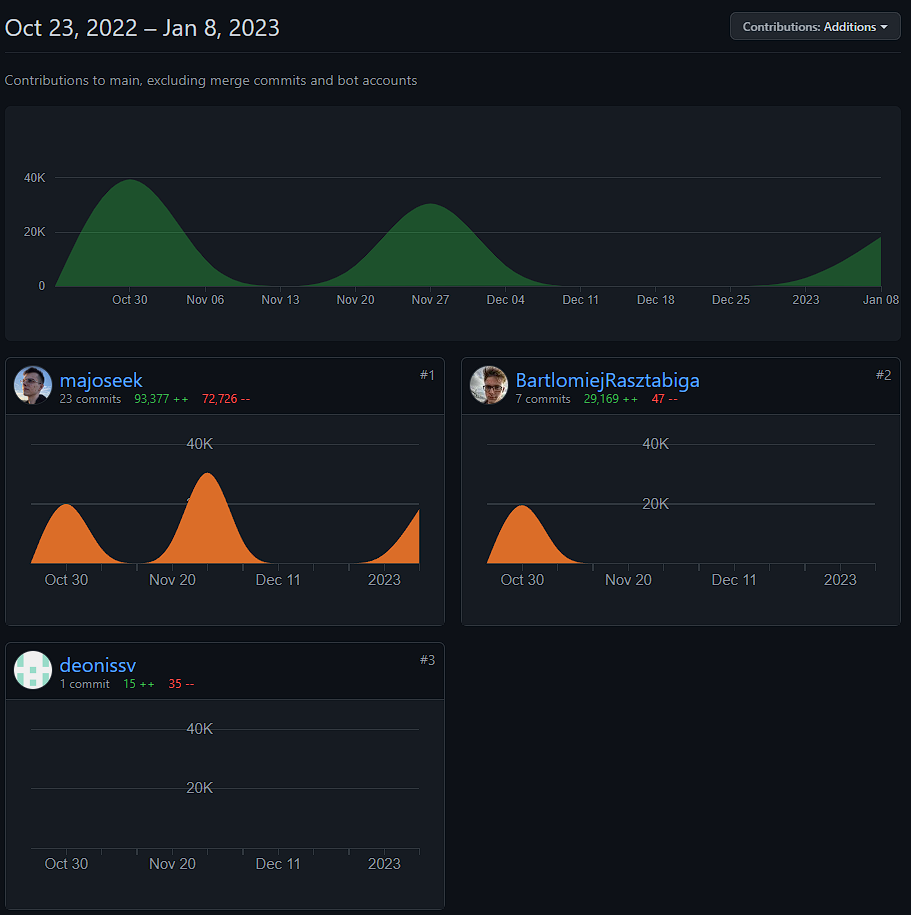 Oct 23, 2022 – Jan 8, 2023
Contributions: Additions
Contributions to main, excluding merge commits and bot accounts
40K
20K
0
Oct 30 Nov 06 Nov 13 Nov 20 Nov 27 Dec 04 Dec 11 Dec 18 Dec 25 2023 Jan 08
majoseek #1
23 commits 93,377 ++ 72,726 --
40K
Oct 30 Nov 20 Dec 11 2023
BartlomiejRasztabiga #2
7 commits 29,169 ++ 47 --
40K
20K
Oct 30 Nov 20 Dec 11 2023
deonissv #3
1 commit 15 ++ 35 --
40K
20K
Oct 30 Nov 20 Dec 11 2023